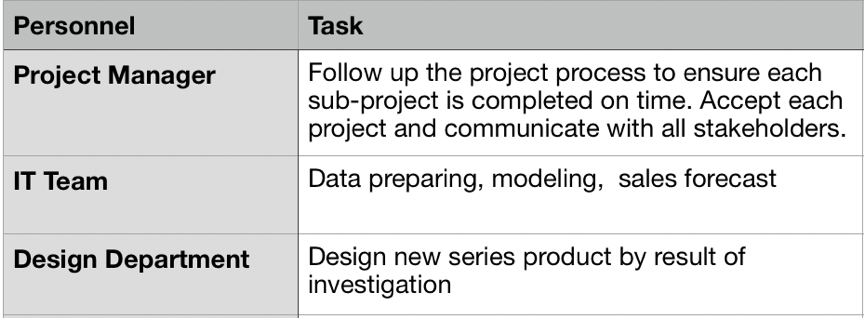 Personnel Task
Project Manager Follow up the project process to ensure each
sub-project is completed on time. Accept each
project and communicate with all stakeholders.
IT Team Data preparing, modeling, sales forecast
Design Department Design new series product by result of
investigation